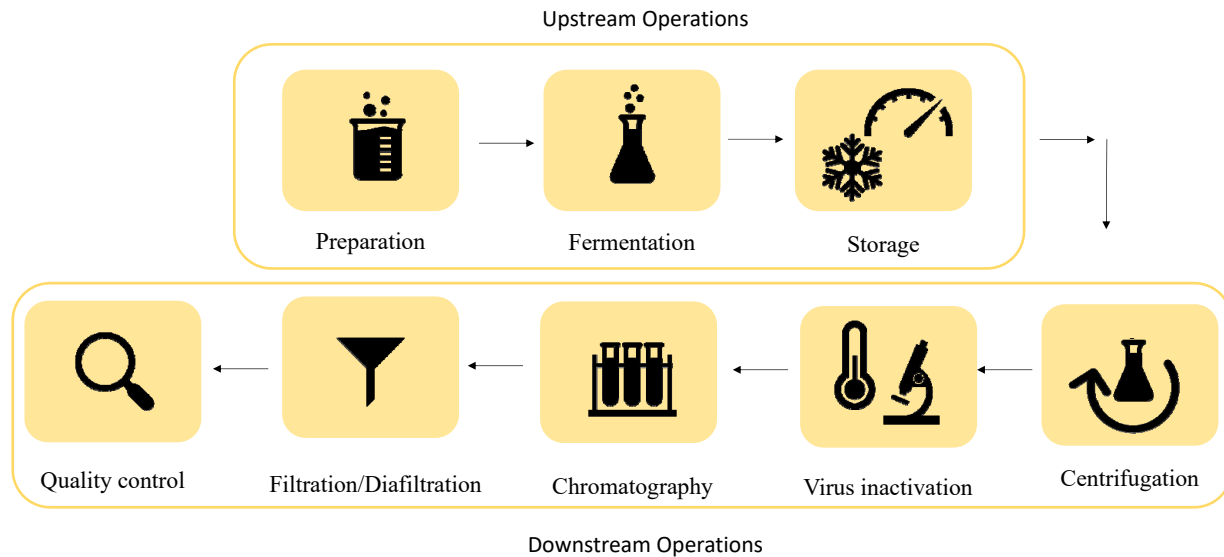 Upstream Operations
Preparation
Fermentation
Storage
Quality control
Filtration/Diafiltration
Chromatography
Virus inactivation
Centrifugation
Downstream Operations